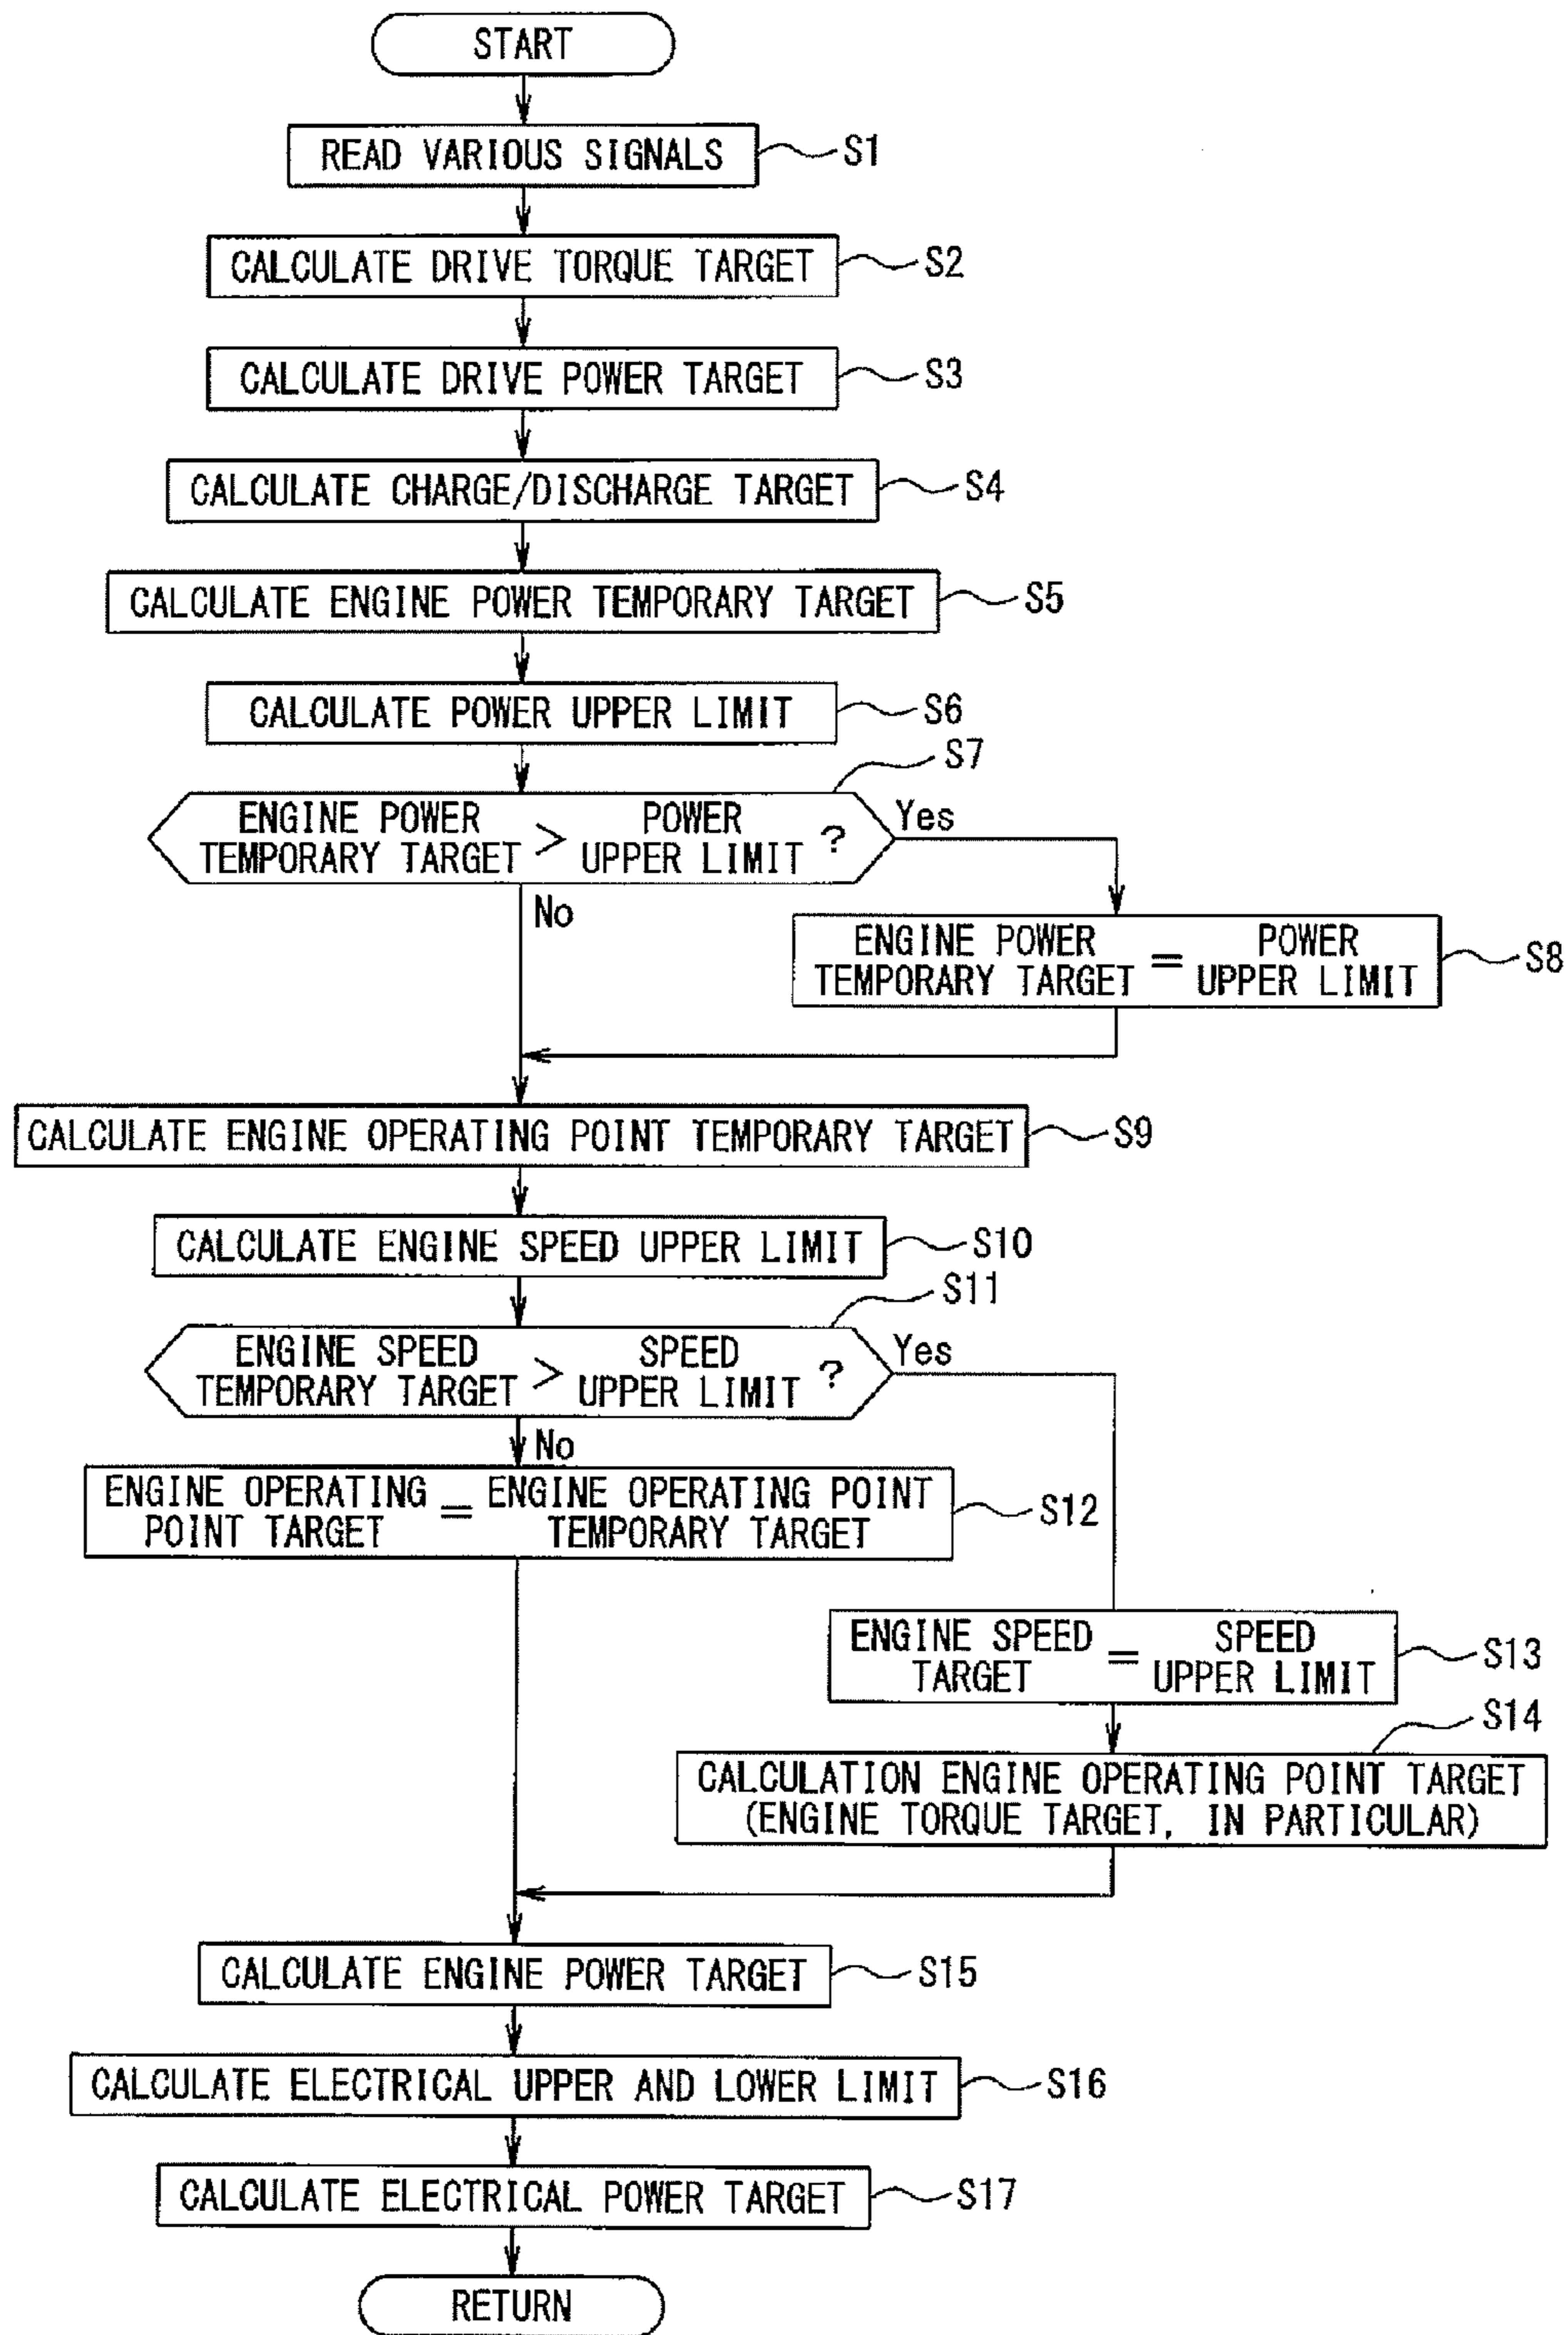 START
READ VARIOUS SIGNALS S1
CALCULATE DRIVE TORQUE TARGET S2
CALCULATE DRIVE POWER TARGET S3
CALCULATE CHARGE/DISCHARGE TARGET S4
CALCULATE ENGINE POWER TEMPORARY TARGET S5
CALCULATE POWER UPPER LIMIT S6
S7
ENGINE POWER POWER
TEMPORARY TARGET > UPPER LIMIT ?
Yes
No
ENGINE POWER POWER
TEMPORARY TARGET = UPPER LIMIT
S8
CALCULATE ENGINE OPERATING POINT TEMPORARY TARGET S9
CALCULATE ENGINE SPEED UPPER LIMIT S10
S11
ENGINE SPEED SPEED
TEMPORARY TARGET > UPPER LIMIT ?
Yes
No
ENGINE OPERATING ENGINE OPERATING POINT
POINT TARGET = TEMPORARY TARGET
S12
ENGINE SPEED SPEED
TARGET = UPPER LIMIT
S13
S14
CALCULATION ENGINE OPERATING POINT TARGET
(ENGINE TORQUE TARGET, IN PARTICULAR)
CALCULATE ENGINE POWER TARGET S15
CALCULATE ELECTRICAL UPPER AND LOWER LIMIT S16
CALCULATE ELECTRICAL POWER TARGET S17
RETURN